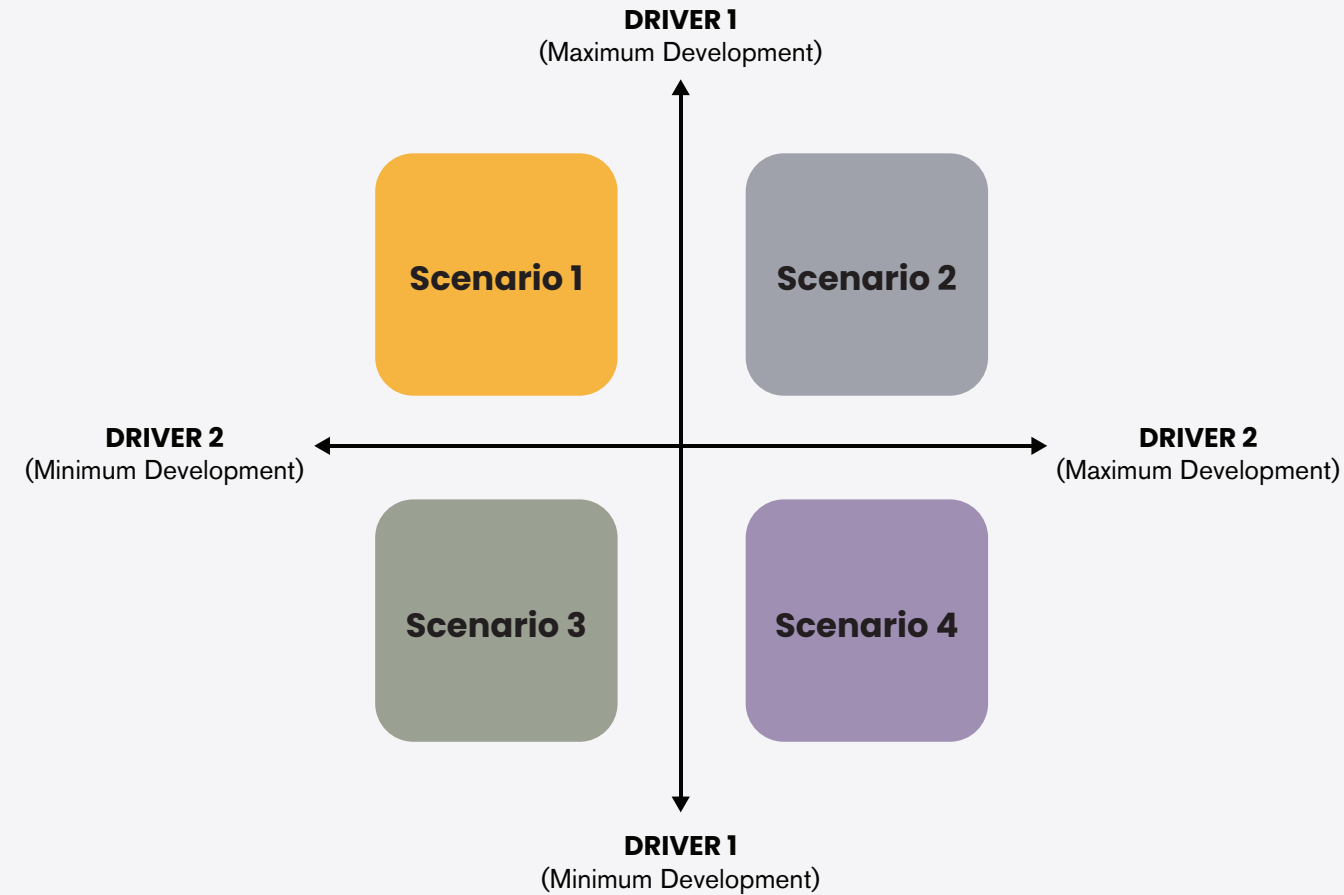 DRIVER 1
(Maximum Development)
Scenario 1
Scenario 2
DRIVER 2
(Minimum Development)
DRIVER 2
(Maximum Development)
Scenario 3
Scenario 4
DRIVER 1
(Minimum Development)